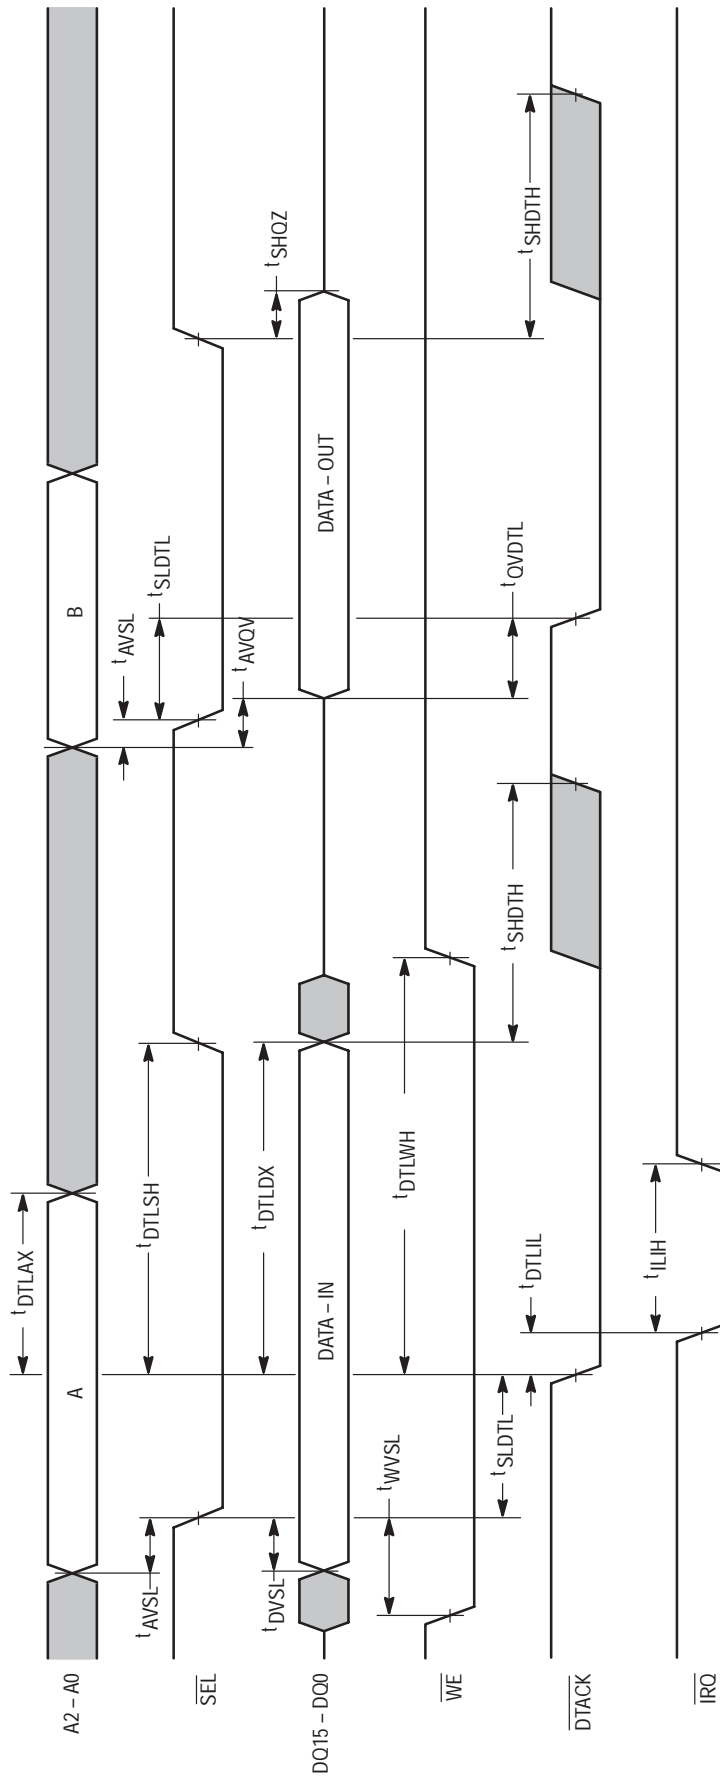 A2 – A0
A
B
tDTLAX
tAVSL
tAVSL
tSLDTL
SEL
tDTLSH
tAVQV
tDVSL
tDTLDX
tSHQZ
DQ15 – DQ0
DATA – IN
DATA – OUT
tWVSL
tDTLWH
WE
tSLDTL
tDTLIL
tSHDTH
tQVDTL
tSHDTH
DTACK
tILIH
IRQ